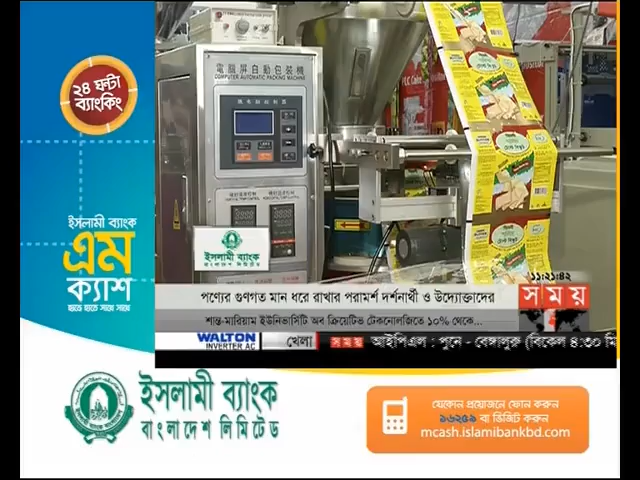 ২৪ ঘন্টা
ব্যাংকিং
ইসলামী ব্যাংক
এম
ক্যাশ
হাতে হাতে সাথে সাথে
電腦屏自動包裝機
COMPUTER AUTOMATIC PACKING MACHINE
ইসলামী ব্যাংক
বাংলাদেশ লিমিটেড
১১:২১:৪২
সময়
পণ্যের গুণগত মান ধরে রাখার পরামর্শ দর্শনার্থী ও উদ্যোক্তাদের
শান্ত-মারিয়াম ইউনিভার্সিটি অব ক্রিয়েটিভ টেকনোলজিতে ১০% থেকে...
WALTON
INVERTER AC
খেলা
সময়
আইপিএল : পুনে - বেঙ্গালুরু (বিকেল ৪:৩০ মি
ইসলামী ব্যাংক
বাংলাদেশ লিমিটেড
যেকোন প্রয়োজনে ফোন করুন
১৬২৫৯ বা ভিজিট করুন
mcash.islamibankbd.com